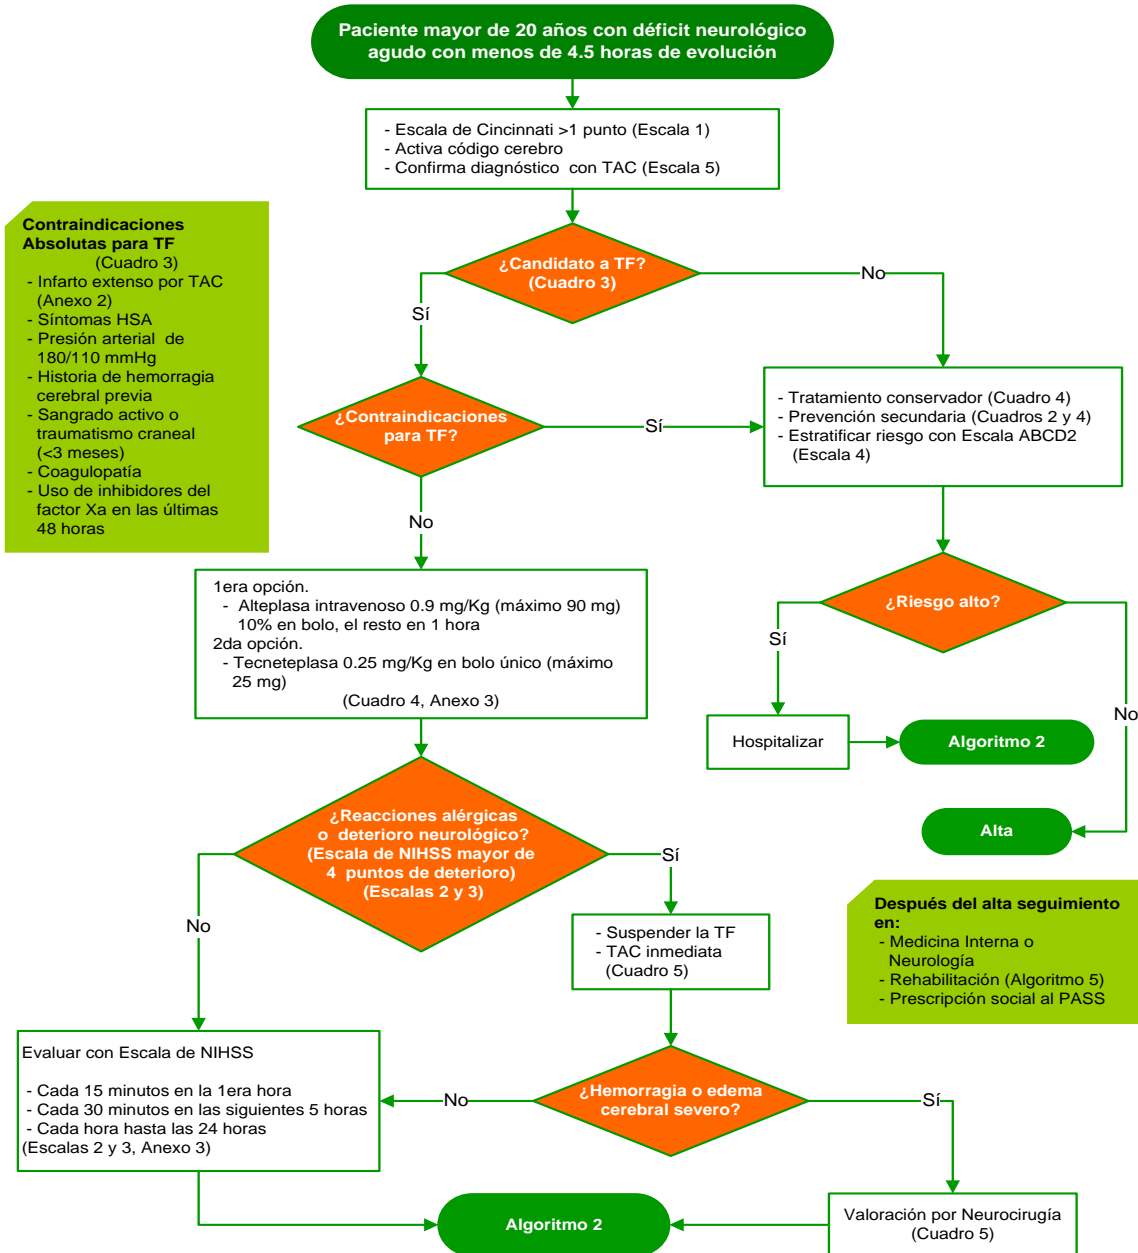 Paciente mayor de 20 años con déficit neurológico
agudo con menos de 4.5 horas de evolución
- Escala de Cincinnati >1 punto (Escala 1)
- Activa código cerebro
- Confirma diagnóstico con TAC (Escala 5)
Contraindicaciones
Absolutas para TF
(Cuadro 3)
- Infarto extenso por TAC
(Anexo 2)
- Síntomas HSA
- Presión arterial de
180/110 mmHg
- Historia de hemorragia
cerebral previa
- Sangrado activo o
traumatismo craneal
(<3 meses)
- Coagulopatía
- Uso de inhibidores del
factor Xa en las últimas
48 horas
¿Candidato a TF?
(Cuadro 3)
No
Sí
¿Contraindicaciones
para TF?
Sí
- Tratamiento conservador (Cuadro 4)
- Prevención secundaria (Cuadros 2 y 4)
- Estratificar riesgo con Escala ABCD2
(Escala 4)
No
1era opción.
- Alteplasa intravenoso 0.9 mg/Kg (máximo 90 mg)
10% en bolo, el resto en 1 hora
2da opción.
- Tecneteplasa 0.25 mg/Kg en bolo único (máximo
25 mg)
(Cuadro 4, Anexo 3)
¿Riesgo alto?
Sí
No
Hospitalizar
Algoritmo 2
Alta
¿Reacciones alérgicas
o deterioro neurológico?
(Escala de NIHSS mayor de
4 puntos de deterioro)
(Escalas 2 y 3)
Sí
No
- Suspender la TF
- TAC inmediata
(Cuadro 5)
Después del alta seguimiento
en:
- Medicina Interna o
Neurología
- Rehabilitación (Algoritmo 5)
- Prescripción social al PASS
Evaluar con Escala de NIHSS
- Cada 15 minutos en la 1era hora
- Cada 30 minutos en las siguientes 5 horas
- Cada hora hasta las 24 horas
(Escalas 2 y 3, Anexo 3)
No
¿Hemorragia o edema
cerebral severo?
Sí
Algoritmo 2
Valoración por Neurocirugía
(Cuadro 5)